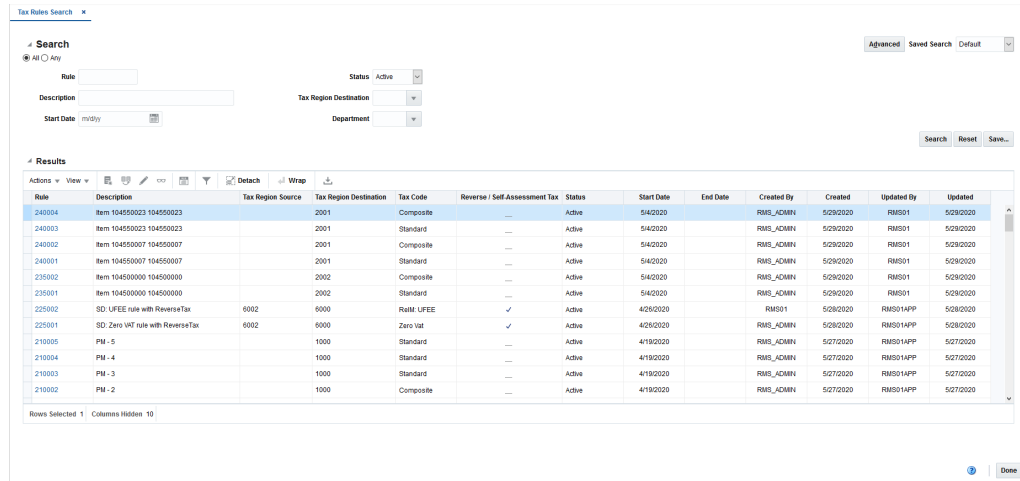 Tax Rules Search ×
Search
Advanced Saved Search Default
All Any
Rule Status Active
Description Tax Region Destination
Start Date m/d/yy Department
Search Reset Save...
Results
Actions View Detach Wrap
Rule Description Tax Region Source Tax Region Destination Tax Code Reverse / Self-Assessment Tax Status Start Date End Date Created By Created Updated By Updated
240004 Item 104550023 104550023 2001 Composite __ Active 5/4/2020 RMS_ADMIN 5/29/2020 RMS01 5/29/2020
240003 Item 104550023 104550023 2001 Standard __ Active 5/4/2020 RMS_ADMIN 5/29/2020 RMS01 5/29/2020
240002 Item 104550007 104550007 2001 Composite __ Active 5/4/2020 RMS_ADMIN 5/29/2020 RMS01 5/29/2020
240001 Item 104550007 104550007 2001 Standard __ Active 5/4/2020 RMS_ADMIN 5/29/2020 RMS01 5/29/2020
235002 Item 104500000 104500000 2002 Composite __ Active 5/4/2020 RMS_ADMIN 5/29/2020 RMS01 5/29/2020
235001 Item 104500000 104500000 2002 Standard __ Active 5/4/2020 RMS_ADMIN 5/29/2020 RMS01 5/29/2020
225002 SD: UFEE rule with ReverseTax 6002 6000 ReIM: UFEE ✓ Active 4/26/2020 RMS01 5/28/2020 RMS01APP 5/28/2020
225001 SD: Zero VAT rule with ReverseTax 6002 6000 Zero Vat ✓ Active 4/26/2020 RMS_ADMIN 5/28/2020 RMS01APP 5/28/2020
210005 PM - 5 1000 Standard __ Active 4/19/2020 RMS_ADMIN 5/27/2020 RMS01APP 5/27/2020
210004 PM - 4 1000 Standard __ Active 4/19/2020 RMS_ADMIN 5/27/2020 RMS01APP 5/27/2020
210003 PM - 3 1000 Standard __ Active 4/19/2020 RMS_ADMIN 5/27/2020 RMS01APP 5/27/2020
210002 PM - 2 1000 Composite __ Active 4/19/2020 RMS_ADMIN 5/27/2020 RMS01APP 5/27/2020
Rows Selected 1 Columns Hidden 10
? Done